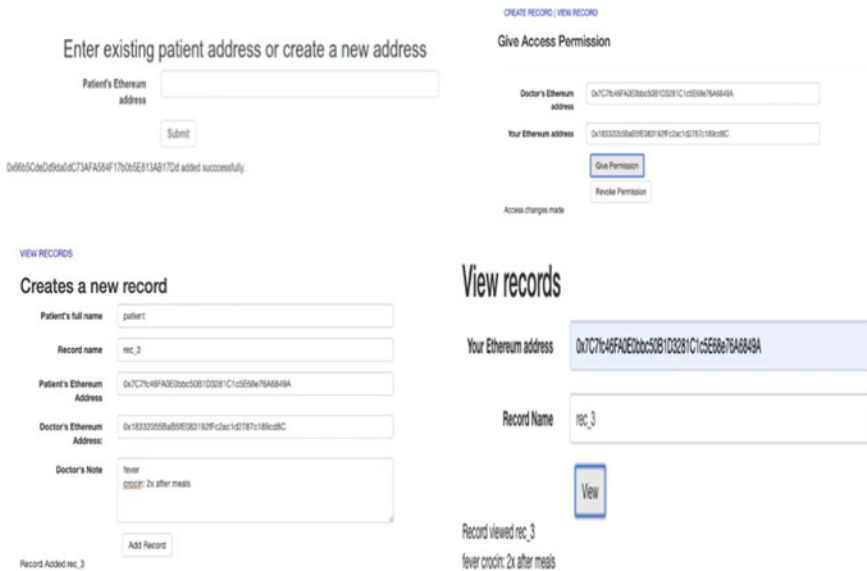 Enter existing patient address or create a new address
Patient's Ethereum
address
Submit
0x66b5CdeDd9da0dC73AFA584F17b0b5E813AB17Dd added succcessfully.
CREATE RECORD | VIEW RECORD
Give Access Permission
Doctor's Ethereum
address
0x7C7fc46FA0E0bbc50B1D3281C1c5E68e76A6849A
Your Ethereum address
0x18332055BaB5fE083192fFc2ac1d2787c189cd8C
Give Permission
Revoke Permission
Access changes made
VIEW RECORDS
Creates a new record
Patient's full name
patient
Record name
rec_3
Patient's Ethereum
Address
0x7C7fc46FA0E0bbc50B1D3281C1c5E68e76A6849A
Doctor's Ethereum
Address:
0x18332055BaB5fE083192fFc2ac1d2787c189cd8C
Doctor's Note
fever
crocin: 2x after meals
Add Record
Record Added rec_3
View records
Your Ethereum address
0x7C7fc46FA0E0bbc50B1D3281C1c5E68e76A6849A
Record Name
rec_3
View
Record viewed rec_3
fever crocin: 2x after meals